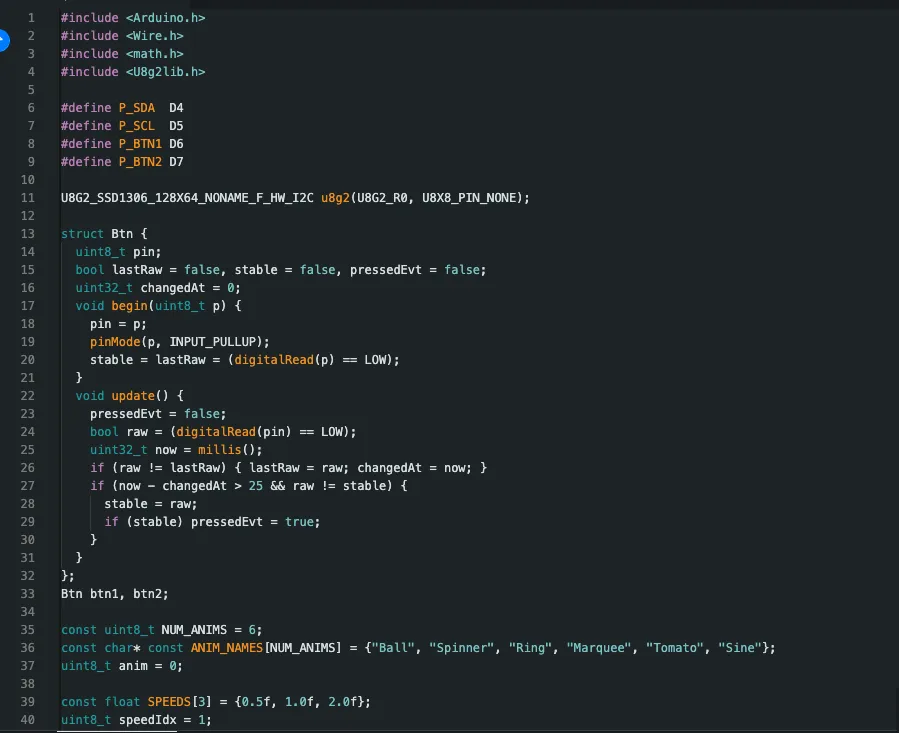 1 #include <Arduino.h>
2 #include <Wire.h>
3 #include <math.h>
4 #include <U8g2lib.h>
5
6 #define P_SDA  D4
7 #define P_SCL  D5
8 #define P_BTN1 D6
9 #define P_BTN2 D7
10
11 U8G2_SSD1306_128X64_NONAME_F_HW_I2C u8g2(U8G2_R0, U8X8_PIN_NONE);
12
13 struct Btn {
14   uint8_t pin;
15   bool lastRaw = false, stable = false, pressedEvt = false;
16   uint32_t changedAt = 0;
17   void begin(uint8_t p) {
18     pin = p;
19     pinMode(p, INPUT_PULLUP);
20     stable = lastRaw = (digitalRead(p) == LOW);
21   }
22   void update() {
23     pressedEvt = false;
24     bool raw = (digitalRead(pin) == LOW);
25     uint32_t now = millis();
26     if (raw != lastRaw) { lastRaw = raw; changedAt = now; }
27     if (now - changedAt > 25 && raw != stable) {
28       stable = raw;
29       if (stable) pressedEvt = true;
30     }
31   }
32 };
33 Btn btn1, btn2;
34
35 const uint8_t NUM_ANIMS = 6;
36 const char* const ANIM_NAMES[NUM_ANIMS] = {"Ball", "Spinner", "Ring", "Marquee", "Tomato", "Sine"};
37 uint8_t anim = 0;
38
39 const float SPEEDS[3] = {0.5f, 1.0f, 2.0f};
40 uint8_t speedIdx = 1;